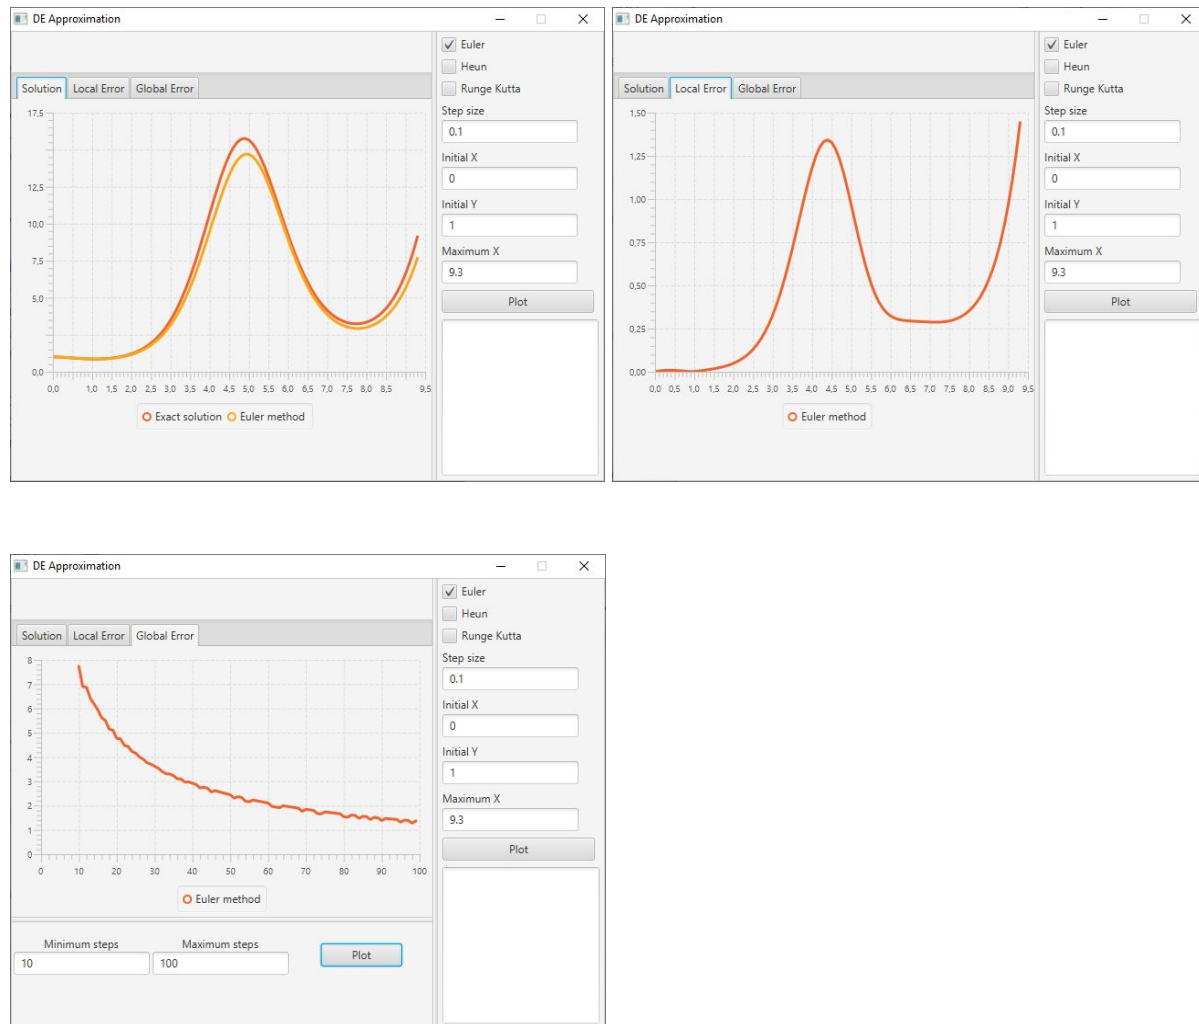 DE Approximation
Solution Local Error Global Error
17,5
12,5
10,0
7,5
5,0
0,0
0,0 1,0 1,5 2,0 2,5 3,0 3,5 4,0 4,5 5,0 5,5 6,0 6,5 7,0 7,5 8,0 8,5 9,5
Exact solution Euler method
Euler
Heun
Runge Kutta
Step size
0.1
Initial X
0
Initial Y
1
Maximum X
9.3
Plot
DE Approximation
Solution Local Error Global Error
1,50
1,25
1,00
0,75
0,50
0,25
0,00
0,0 0,5 1,0 1,5 2,0 2,5 3,0 3,5 4,0 4,5 5,0 5,5 6,0 6,5 7,0 7,5 8,0 8,5 9,0 9,5
Euler method
Euler
Heun
Runge Kutta
Step size
0.1
Initial X
0
Initial Y
1
Maximum X
9.3
Plot
DE Approximation
Solution Local Error Global Error
8
7
6
5
4
3
2
1
0
0 10 20 30 40 50 60 70 80 90 100
Euler method
Minimum steps Maximum steps
10 100 Plot
Euler
Heun
Runge Kutta
Step size
0.1
Initial X
0
Initial Y
1
Maximum X
9.3
Plot